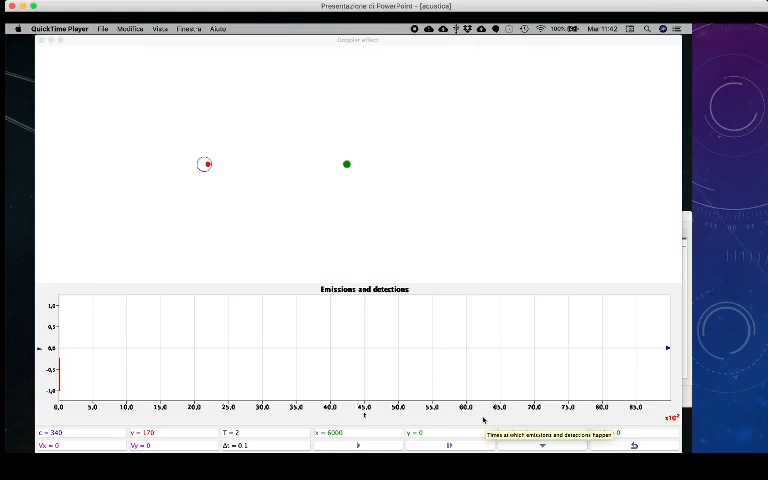 Presentazione di PowerPoint - [acustica]
QuickTime Player File Modifica Vista Finestra Aiuto 100% Mar 11:42
Doppler effect
Emissions and detections
1,0
0,5
0,0
-0,5
-1,0
y
0,0 5,0 10,0 15,0 20,0 25,0 30,0 35,0 40,0 45,0 50,0 55,0 60,0 65,0 70,0 75,0 80,0 85,0
t
c = 340 v = 170 T = 2 x = 6000 y = 0
Times at which emissions and detections happen
Vx = 0 Vy = 0 Δt = 0.1